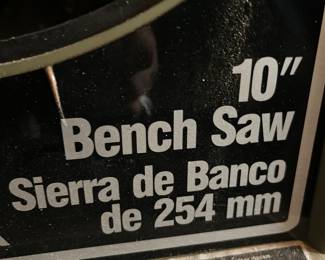 10"
Bench Saw
Sierra de Banco
de 254 mm